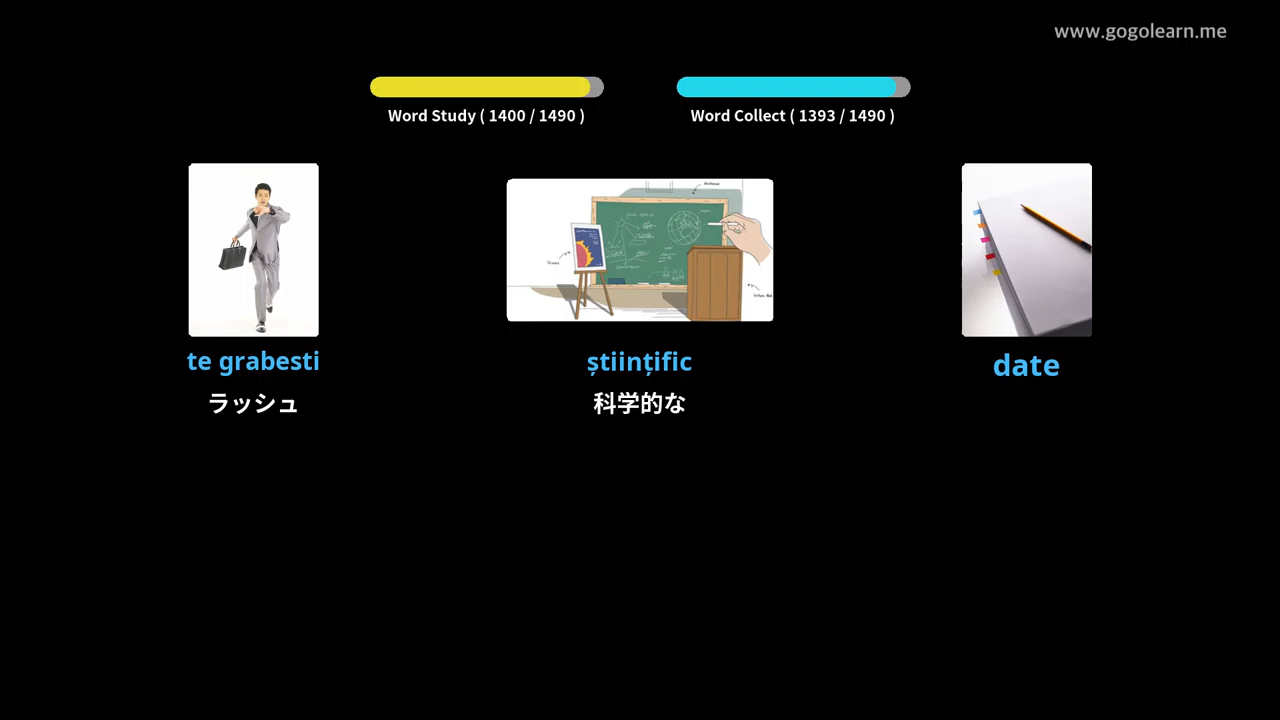 www.gogolearn.me
Word Study ( 1400 / 1490 )
Word Collect ( 1393 / 1490 )
te grabesti
ラッシュ
științific
科学的な
date